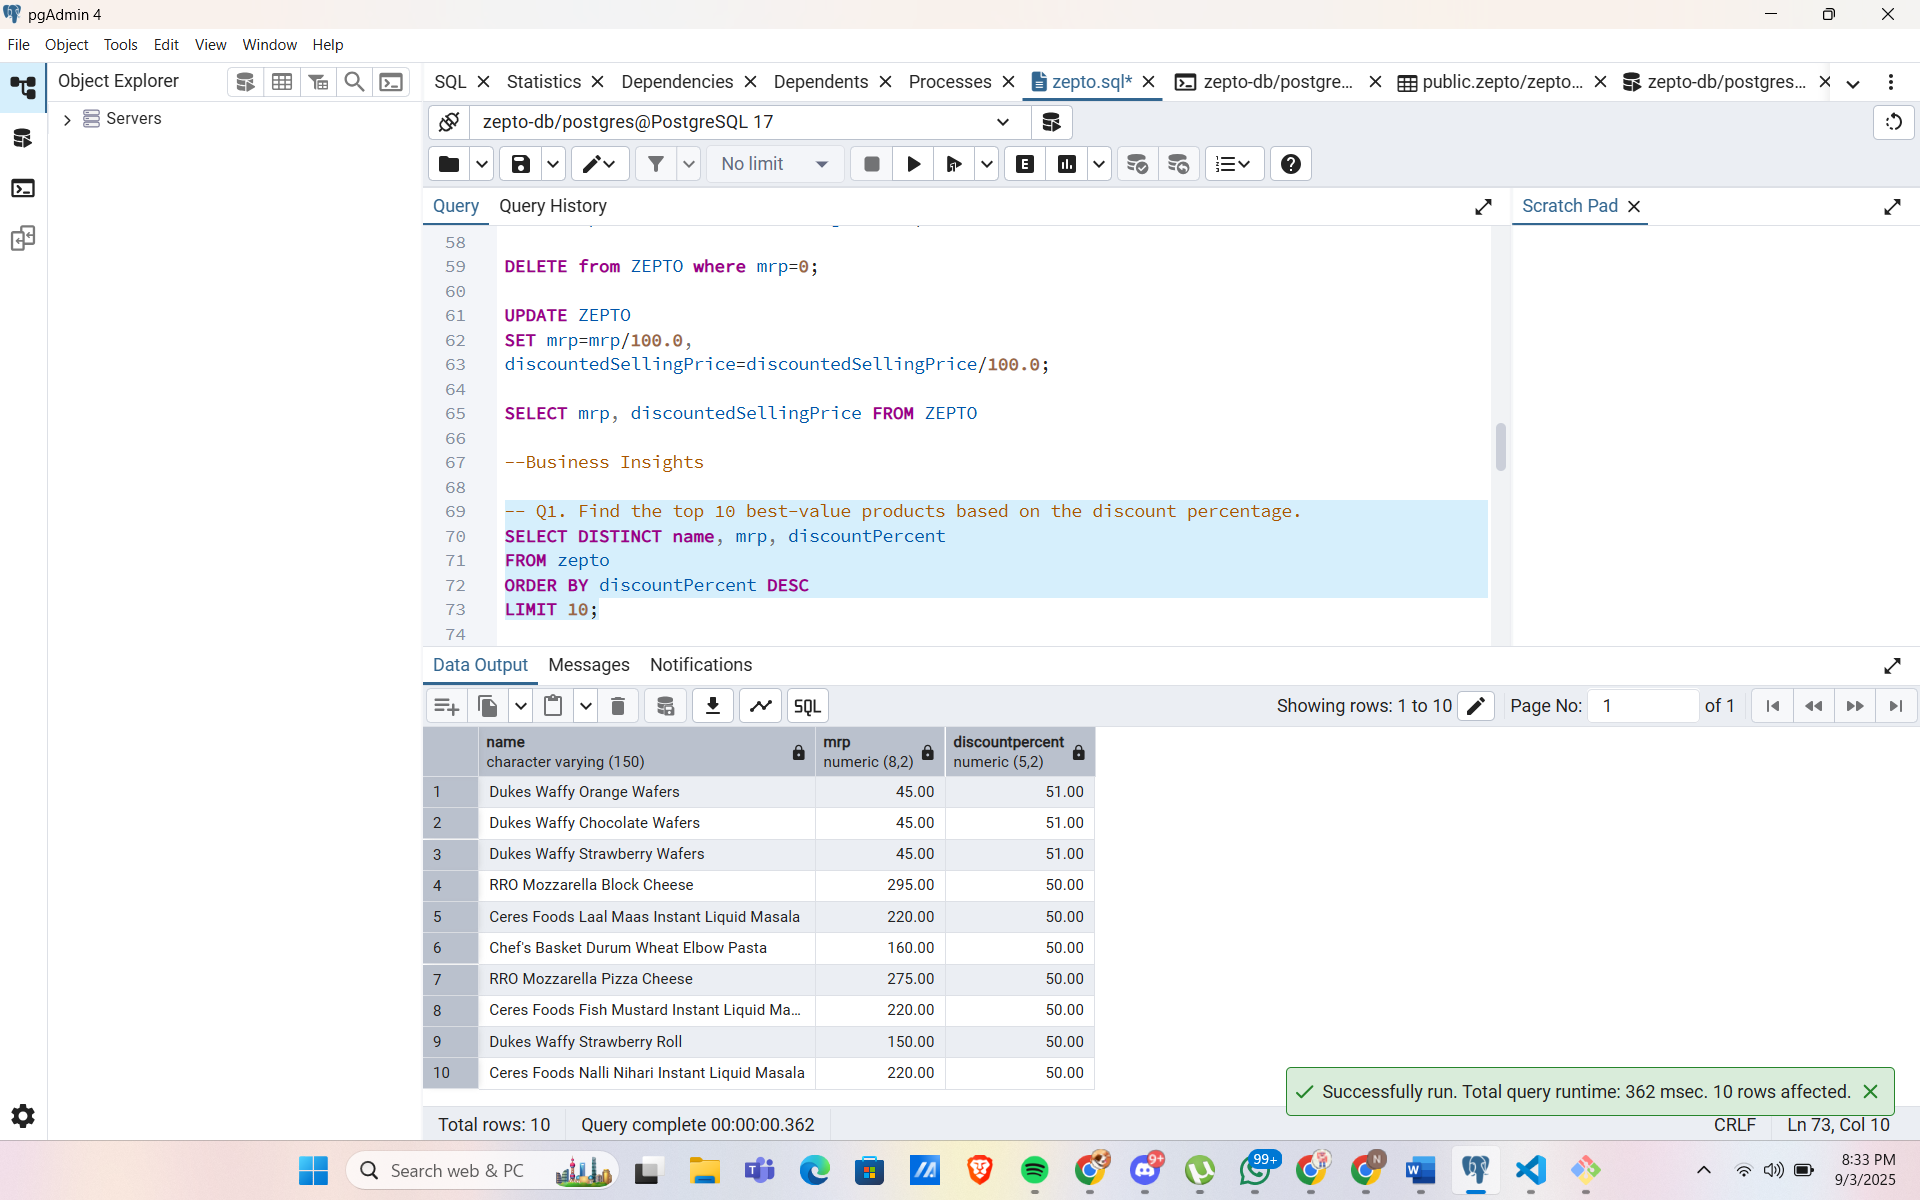 pgAdmin 4
File Object Tools Edit View Window Help
Object Explorer
Servers
SQL Statistics Dependencies Dependents Processes zepto.sql* zepto-db/postgre... public.zepto/zepto... zepto-db/postgres...
zepto-db/postgres@PostgreSQL 17
No limit
E
Query Query History
Scratch Pad
58
59 DELETE from ZEPTO where mrp=0;
60
61 UPDATE ZEPTO
62 SET mrp=mrp/100.0,
63 discountedSellingPrice=discountedSellingPrice/100.0;
64
65 SELECT mrp, discountedSellingPrice FROM ZEPTO
66
67 --Business Insights
68
69 -- Q1. Find the top 10 best-value products based on the discount percentage.
70 SELECT DISTINCT name, mrp, discountPercent
71 FROM zepto
72 ORDER BY discountPercent DESC
73 LIMIT 10;
74
Data Output Messages Notifications
SQL Showing rows: 1 to 10 Page No: 1 of 1
name mrp discountpercent
character varying (150) numeric (8,2) numeric (5,2)
1 Dukes Waffy Orange Wafers 45.00 51.00
2 Dukes Waffy Chocolate Wafers 45.00 51.00
3 Dukes Waffy Strawberry Wafers 45.00 51.00
4 RRO Mozzarella Block Cheese 295.00 50.00
5 Ceres Foods Laal Maas Instant Liquid Masala 220.00 50.00
6 Chef's Basket Durum Wheat Elbow Pasta 160.00 50.00
7 RRO Mozzarella Pizza Cheese 275.00 50.00
8 Ceres Foods Fish Mustard Instant Liquid Ma... 220.00 50.00
9 Dukes Waffy Strawberry Roll 150.00 50.00
10 Ceres Foods Nalli Nihari Instant Liquid Masala 220.00 50.00
Successfully run. Total query runtime: 362 msec. 10 rows affected.
Total rows: 10 Query complete 00:00:00.362 CRLF Ln 73, Col 10
Search web & PC
9+
99+
N
8:33 PM
9/3/2025